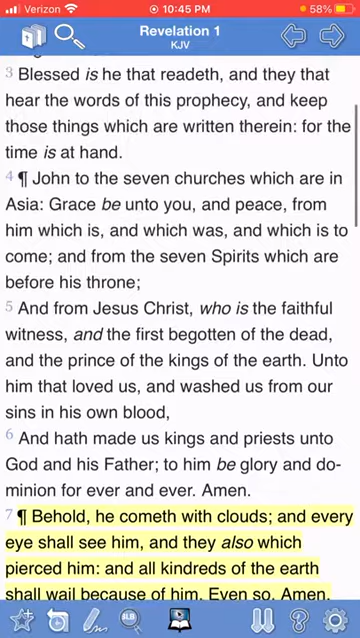 Verizon 10:45 PM 58%
Revelation 1
KJV
3 Blessed is he that readeth, and they that
hear the words of this prophecy, and keep
those things which are written therein: for the
time is at hand.
4 ¶ John to the seven churches which are in
Asia: Grace be unto you, and peace, from
him which is, and which was, and which is to
come; and from the seven Spirits which are
before his throne;
5 And from Jesus Christ, who is the faithful
witness, and the first begotten of the dead,
and the prince of the kings of the earth. Unto
him that loved us, and washed us from our
sins in his own blood,
6 And hath made us kings and priests unto
God and his Father; to him be glory and do-
minion for ever and ever. Amen.
7 ¶ Behold, he cometh with clouds; and every
eye shall see him, and they also which
pierced him: and all kindreds of the earth
shall wail because of him. Even so, Amen.
SLB